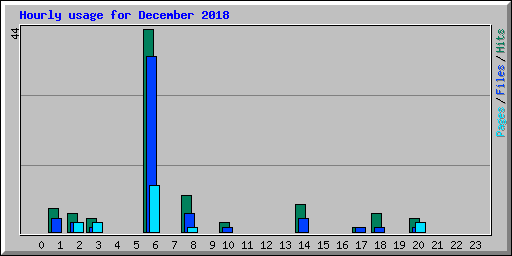 Hourly usage for December 2018
44
Pages/Files/Hits
0 1 2 3 4 5 6 7 8 9 10 11 12 13 14 15 16 17 18 19 20 21 22 23